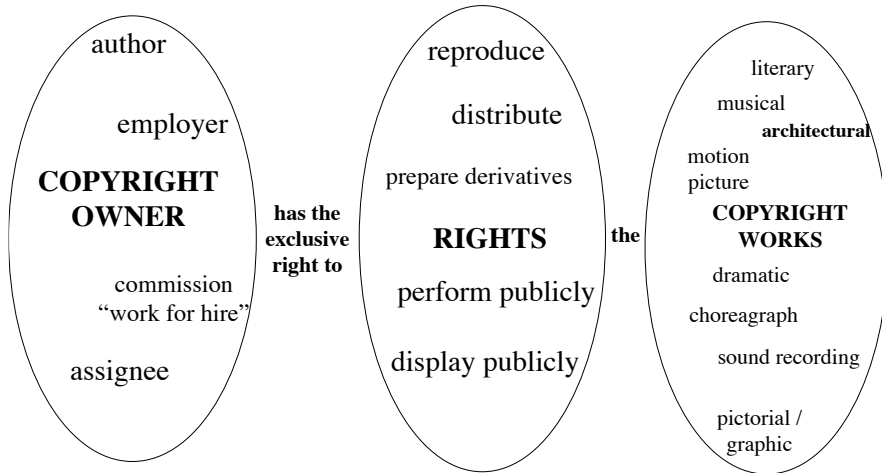 author
employer
COPYRIGHT
OWNER
commission
“work for hire”
assignee
has the
exclusive
right to
reproduce
distribute
prepare derivatives
RIGHTS
perform publicly
display publicly
the
literary
musical
architectural
motion
picture
COPYRIGHT
WORKS
dramatic
choreagraph
sound recording
pictorial /
graphic